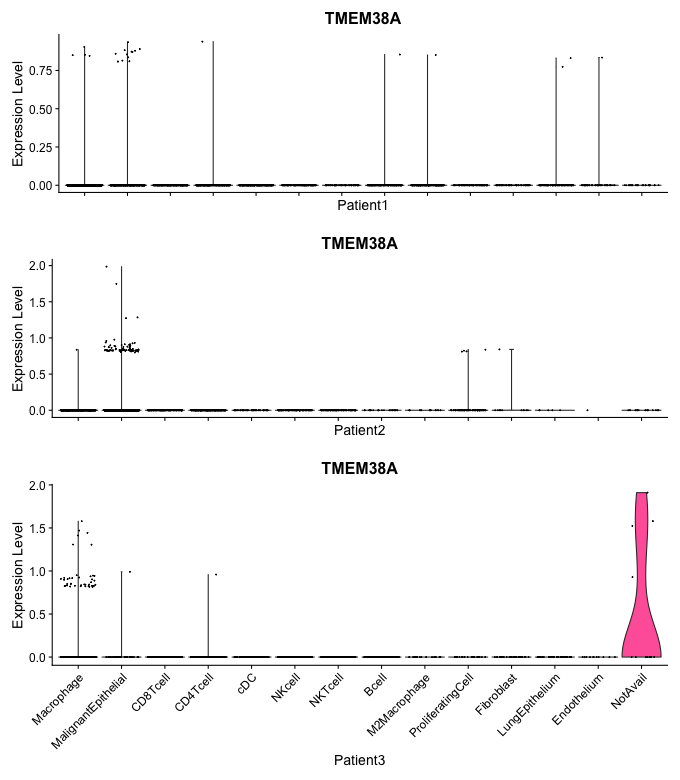 TMEM38A
Expression Level
0.75
0.50
0.25
0.00
Patient1
TMEM38A
Expression Level
2.0
1.5
1.0
0.5
0.0
Patient2
TMEM38A
Expression Level
2.0
1.5
1.0
0.5
0.0
Macrophage
MalignantEpithelial
CD8Tcell
CD4Tcell
cDC
NKcell
NKTcell
Bcell
M2Macrophage
ProliferatingCell
Fibroblast
LungEpithelium
Endothelium
NotAvail
Patient3